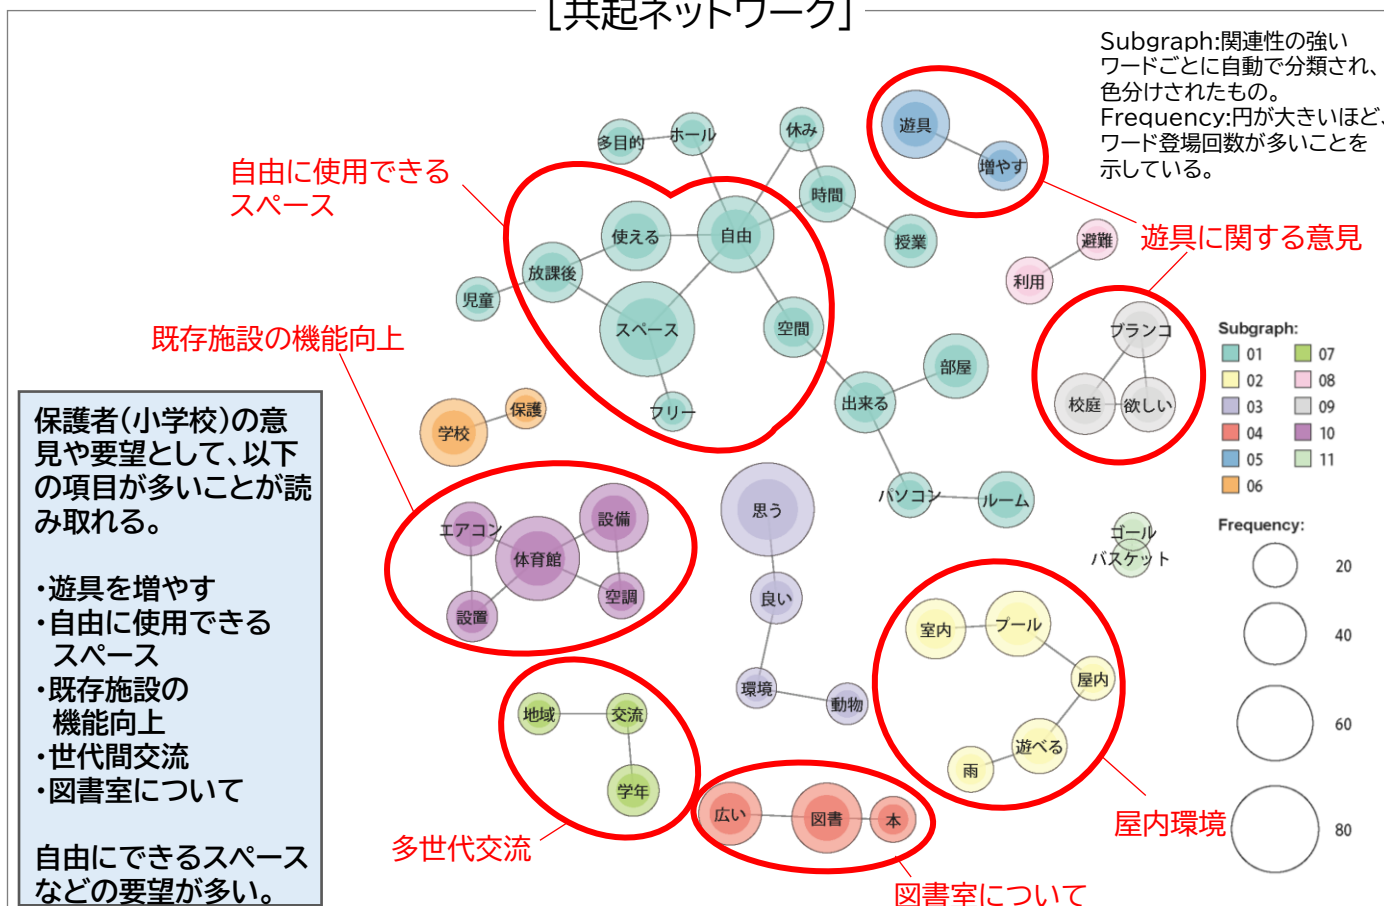 [共起ネットワーク]
Subgraph:関連性の強い
ワードごとに自動で分類され、
色分けされたもの。
Frequency:円が大きいほど、
ワード登場回数が多いことを
示している。
自由に使用できる
スペース
多目的
ホール
休み
時間
授業
使える
自由
放課後
児童
スペース
空間
フリー
出来る
部屋
パソコン
ルーム
遊具
増やす
遊具に関する意見
避難
利用
ブランコ
校庭
欲しい
既存施設の機能向上
学校
保護
エアコン
体育館
設備
設置
空調
思う
良い
環境
動物
ゴール
バスケット
室内
プール
屋内
遊べる
雨
屋内環境
地域
交流
学年
多世代交流
広い
図書
本
図書室について
Subgraph:
01
02
03
04
05
06
07
08
09
10
11
Frequency:
20
40
60
80
保護者(小学校)の意
見や要望として、以下
の項目が多いことが読
み取れる。
・遊具を増やす
・自由に使用できる
スペース
・既存施設の
機能向上
・世代間交流
・図書室について
自由にできるスペース
などの要望が多い。